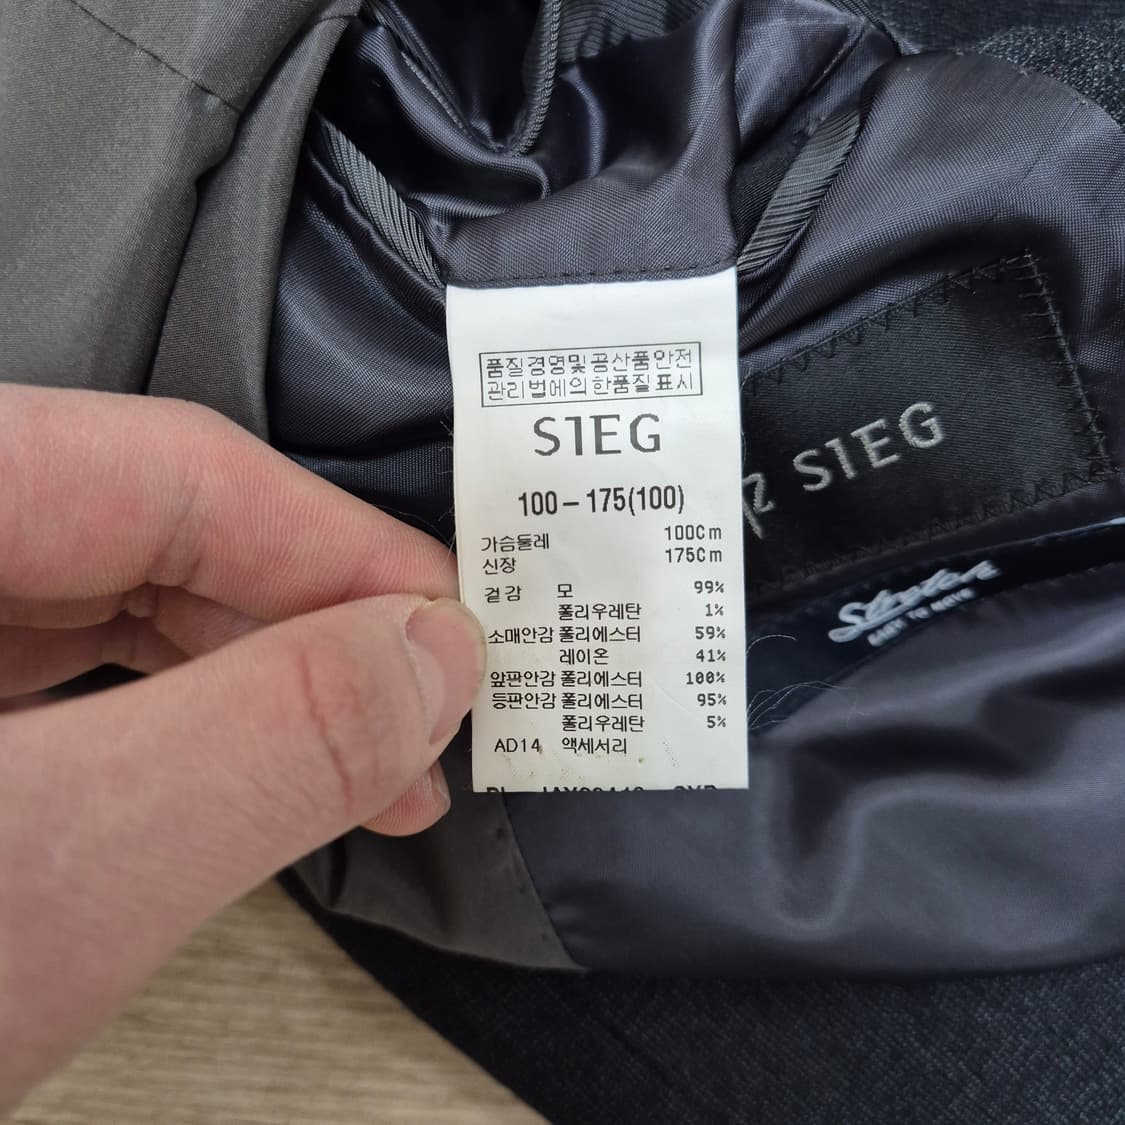 품질경영및공산품안전
관리법에의한품질표시
SIEG
100-175(100)
가슴둘레 100Cm
신장 175Cm
겉감 모 99%
폴리우레탄 1%
소매안감 폴리에스터 59%
레이온 41%
앞판안감 폴리에스터 100%
등판안감 폴리에스터 95%
폴리우레탄 5%
AD14 액세서리
SIEG
EASY TO MOVE